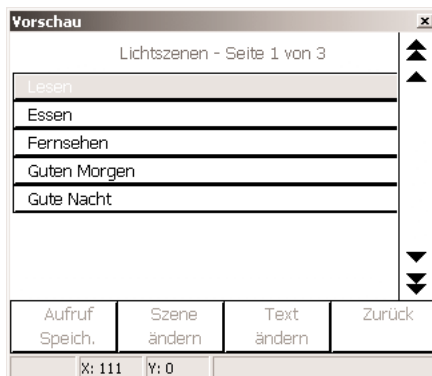 Vorschau
Lichtszenen - Seite 1 von 3
Lesen
Essen
Fernsehen
Guten Morgen
Gute Nacht
Aufruf Szene Text Zurück
Speich. ändern ändern
X: 111 Y: 0